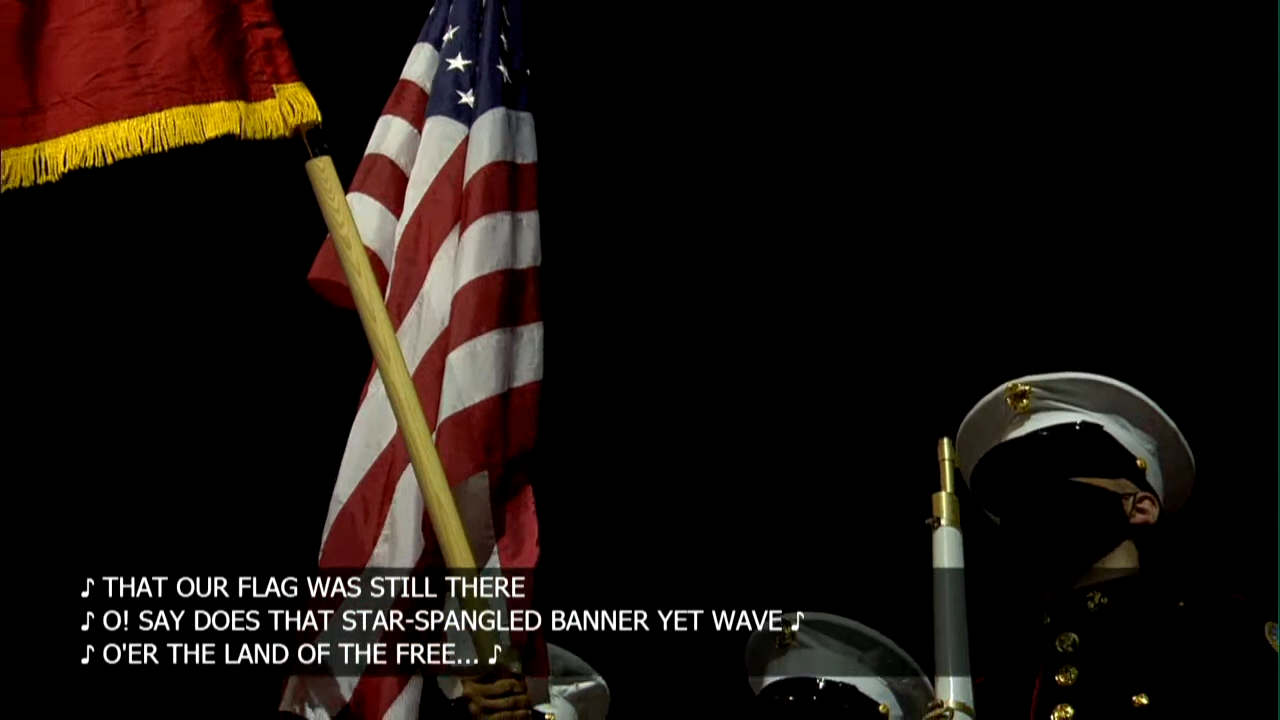 ♪ THAT OUR FLAG WAS STILL THERE
♪ O! SAY DOES THAT STAR-SPANGLED BANNER YET WAVE ♪
♪ O'ER THE LAND OF THE FREE... ♪